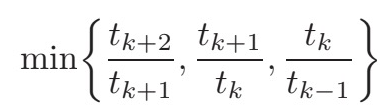 min{ t_{k+2}/t_{k+1}, t_{k+1}/t_k, t_k/t_{k−1} }